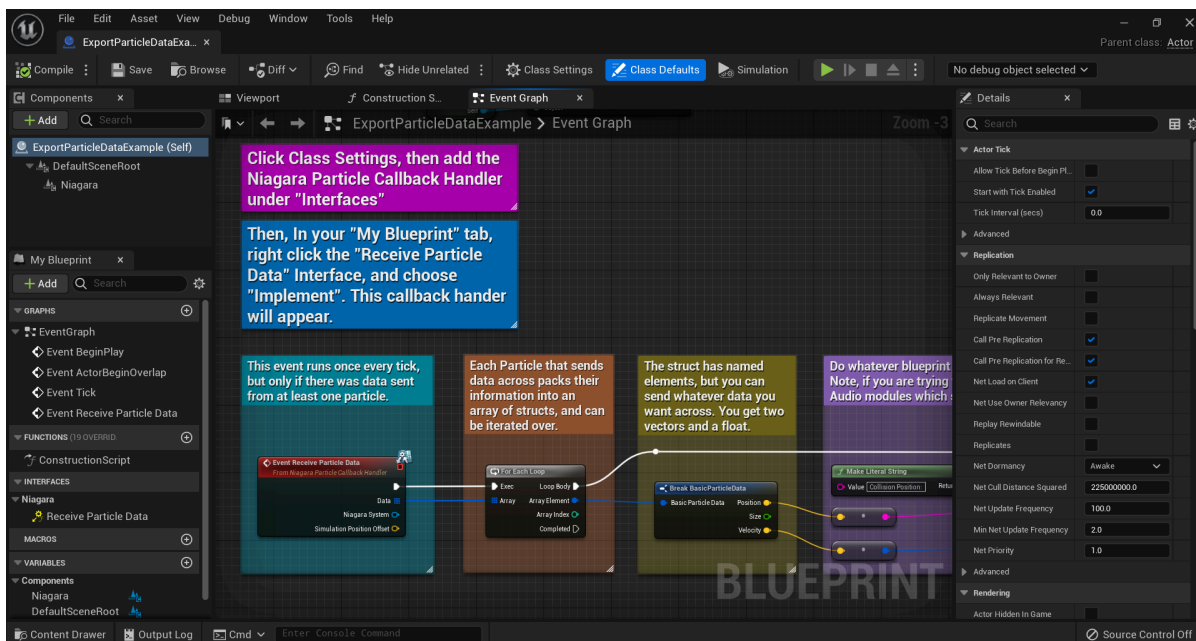 File Edit Asset View Debug Window Tools Help
ExportParticleDataExa...
Parent class: Actor
Compile Save Browse Diff Find Hide Unrelated Class Settings Class Defaults Simulation No debug object selected
Components
Add Search
ExportParticleDataExample (Self)
DefaultSceneRoot
Niagara
My Blueprint
Add Search
GRAPHS
EventGraph
Event BeginPlay
Event ActorBeginOverlap
Event Tick
Event Receive Particle Data
FUNCTIONS (19 OVERRID
ConstructionScript
INTERFACES
Niagara
Receive Particle Data
MACROS
VARIABLES
Components
Niagara
DefaultSceneRoot
Viewport Construction S... Event Graph
ExportParticleDataExample > Event Graph Zoom -3
Click Class Settings, then add the
Niagara Particle Callback Handler
under "Interfaces"
Then, In your "My Blueprint" tab,
right click the "Receive Particle
Data" Interface, and choose
"Implement". This callback hander
will appear.
This event runs once every tick,
but only if there was data sent
from at least one particle.
Event Receive Particle Data
From Niagara Particle Callback Handler
Data
Niagara System
Simulation Position Offset
Each Particle that sends
data across packs their
information into an
array of structs, and can
be iterated over.
For Each Loop
Exec Loop Body
Array Array Element
Array Index
Completed
The struct has named
elements, but you can
send whatever data you
want across. You get two
vectors and a float.
Break BasicParticleData
Basic Particle Data Position
Size
Velocity
Do whatever blueprint
Note, if you are trying
Audio modules which
Make Literal String
Value Collision Position: Retu
BLUEPRINT
Details
Search
Actor Tick
Allow Tick Before Begin Pl...
Start with Tick Enabled
Tick Interval (secs) 0.0
Advanced
Replication
Only Relevant to Owner
Always Relevant
Replicate Movement
Call Pre Replication
Call Pre Replication for Re...
Net Load on Client
Net Use Owner Relevancy
Replay Rewindable
Replicates
Net Dormancy Awake
Net Cull Distance Squared 225000000.0
Net Update Frequency 100.0
Min Net Update Frequency 2.0
Net Priority 1.0
Advanced
Rendering
Actor Hidden In Game
Content Drawer Output Log Cmd Enter Console Command Source Control Off